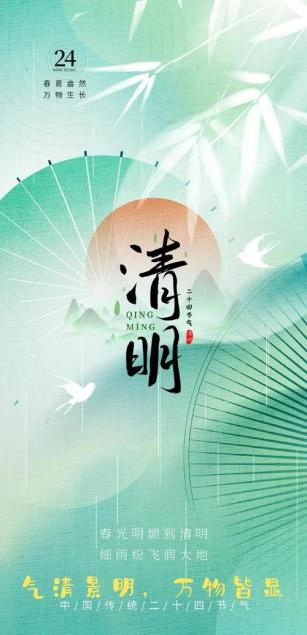 24
春意盎然
万物生长
清明
QING
MING
二十四节气
春光明媚到清明
细雨纷飞润大地
气清景明，万物皆显
中国传统二十四节气